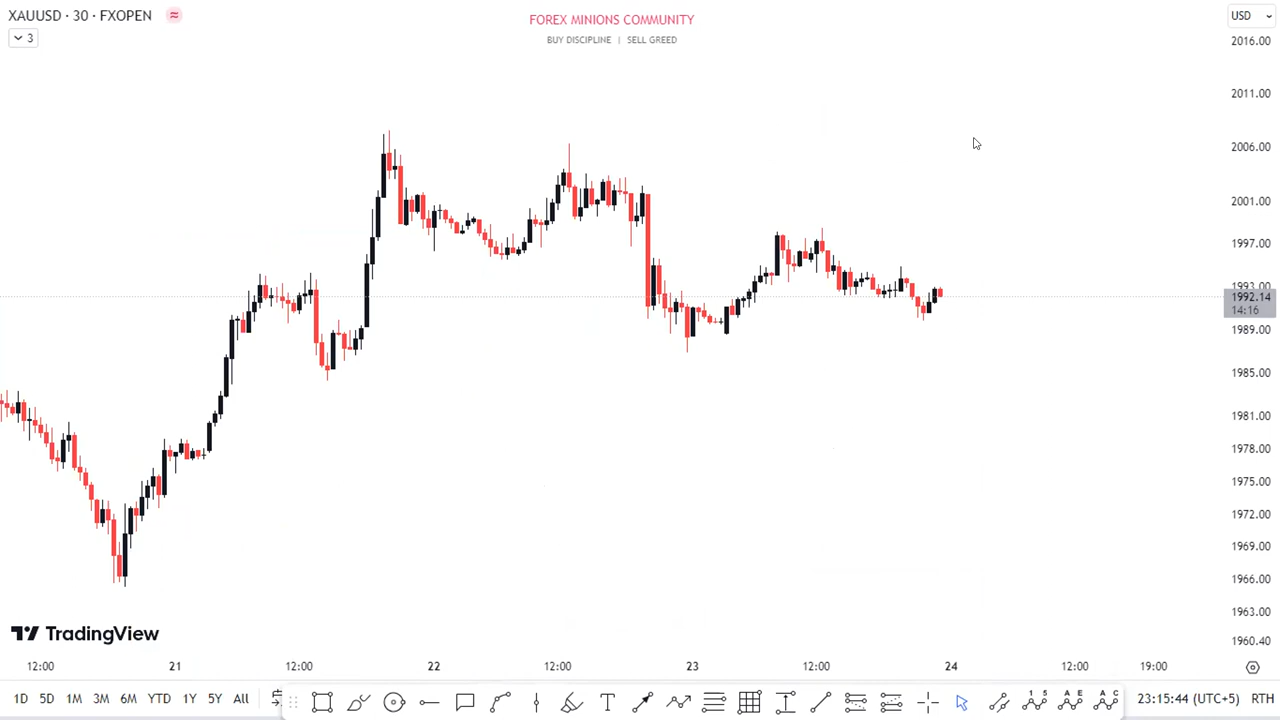 XAUUSD · 30 · FXOPEN
3
FOREX MINIONS COMMUNITY
BUY DISCIPLINE | SELL GREED
USD
2016.00
2011.00
2006.00
2001.00
1997.00
1993.00
1992.14
14:16
1989.00
1985.00
1981.00
1978.00
1975.00
1972.00
1969.00
1966.00
1963.00
1960.40
TradingView
12:00 21 12:00 22 12:00 23 12:00 24 12:00 19:00
1D 5D 1M 3M 6M YTD 1Y 5Y All T 1 5 A E A C 23:15:44 (UTC+5) RTH